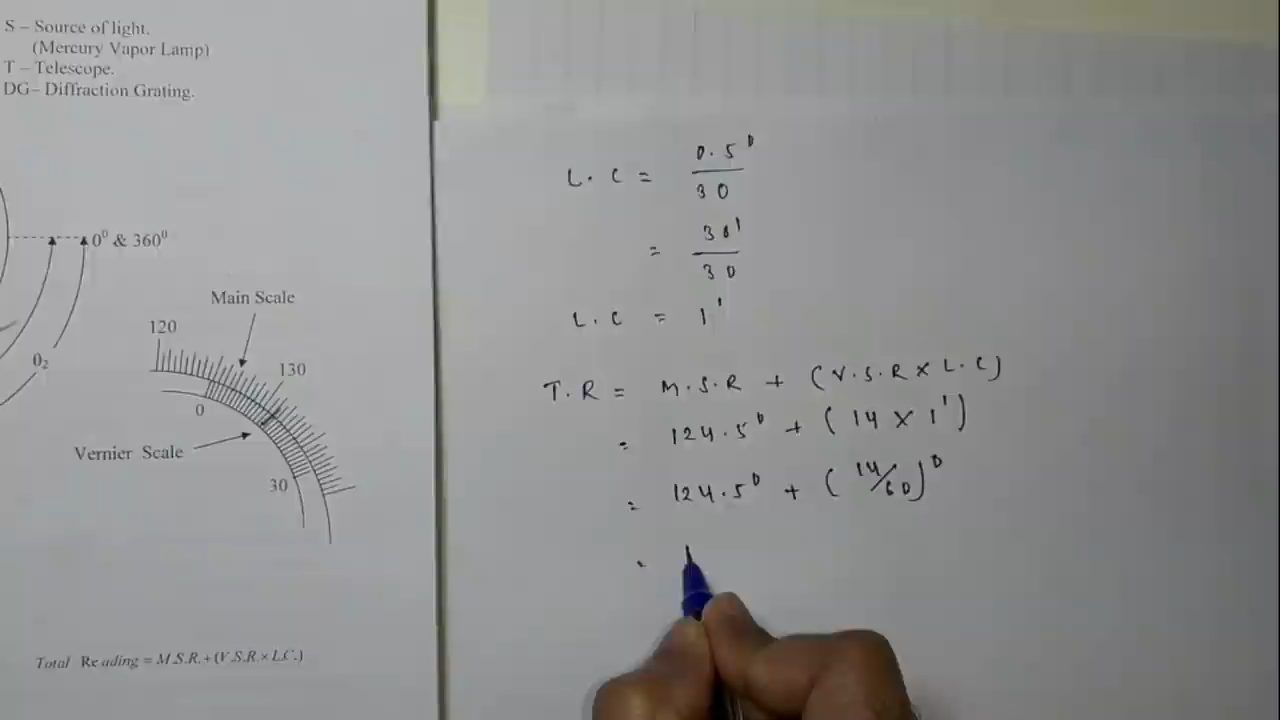 S – Source of light.
(Mercury Vapor Lamp)
T – Telescope.
DG– Diffraction Grating.
0⁰ & 360⁰
Main Scale
120
130
0₂
0
Vernier Scale
30
Total Reading = M.S.R.+(V.S.R×L.C.)
L.C = 0.5⁰/30
= 30'/30
L.C = 1'
T.R = M.S.R + (V.S.R × L.C)
= 124.5⁰ + (14 × 1')
= 124.5⁰ + (14/60)⁰
=